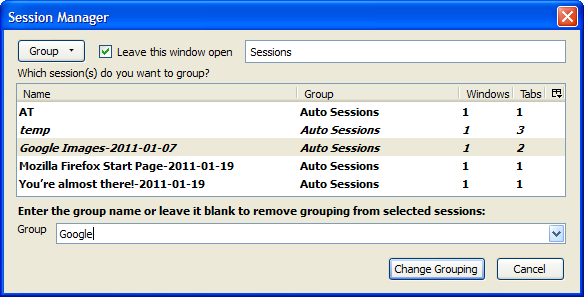 Session Manager
Group Leave this window open Sessions
Which session(s) do you want to group?
Name Group Windows Tabs
AT Auto Sessions 1 1
temp Auto Sessions 1 3
Google Images-2011-01-07 Auto Sessions 1 2
Mozilla Firefox Start Page-2011-01-19 Auto Sessions 1 1
You're almost there!-2011-01-19 Auto Sessions 1 1
Enter the group name or leave it blank to remove grouping from selected sessions:
Group Google
Change Grouping Cancel